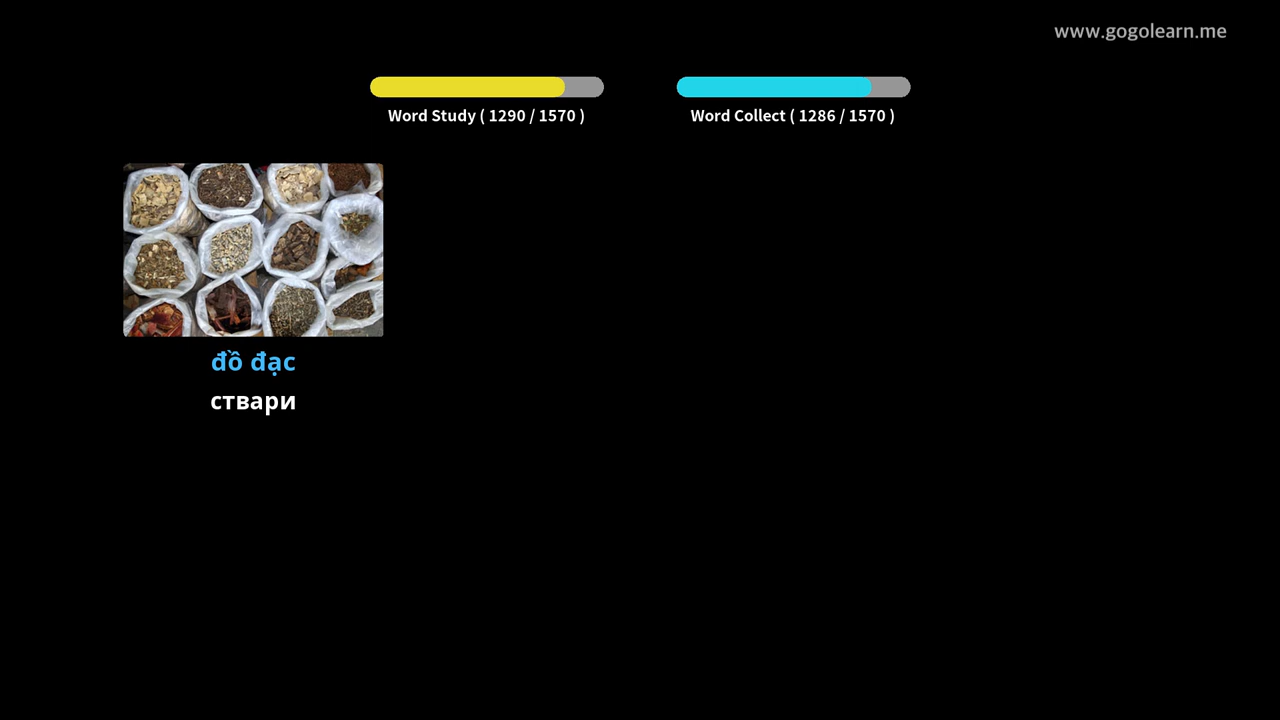 www.gogolearn.me
Word Study ( 1290 / 1570 )
Word Collect ( 1286 / 1570 )
đồ đạc
ствари